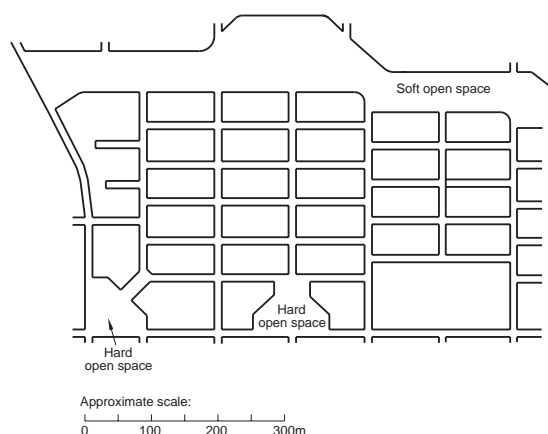 Soft open space
Hard
open space
Hard
open space
Approximate scale:
0 100 200 300m